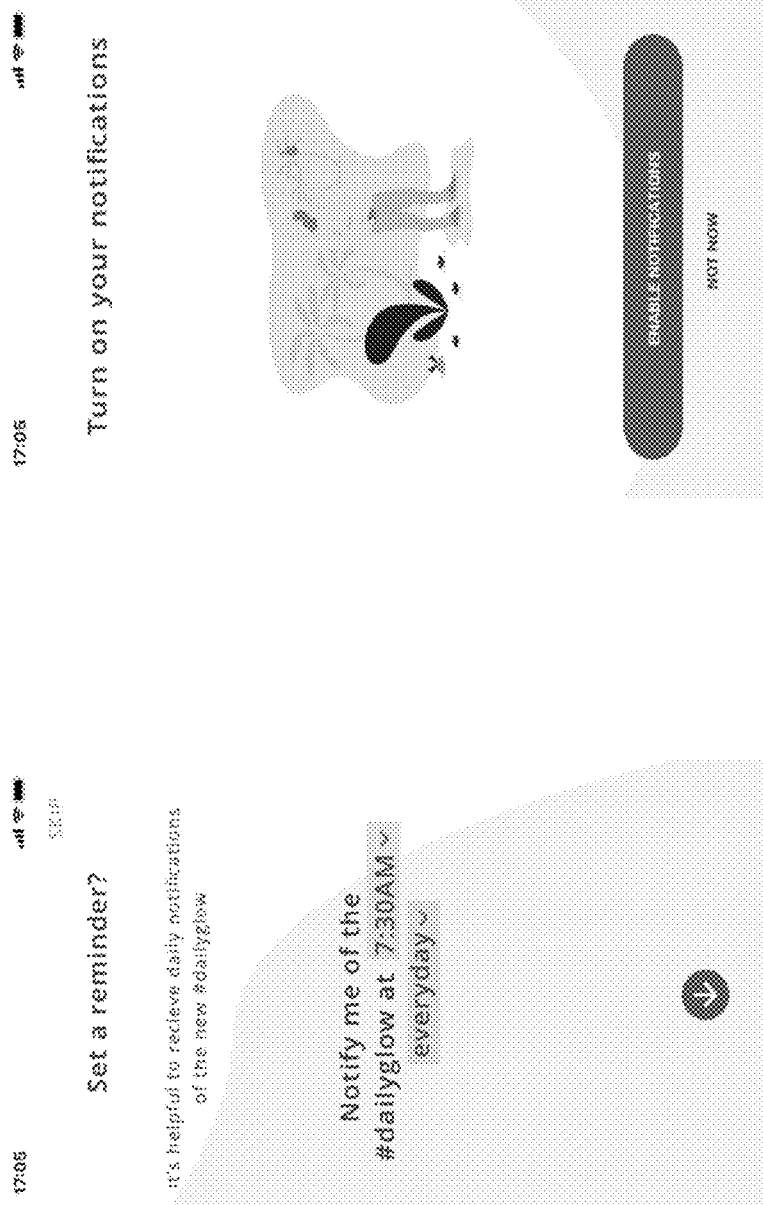 17:05
SKIP
Set a reminder?
It's helpful to recieve daily notifications
of the new #dailyglow
Notify me of the
#dailyglow at 7:30AM
everyday
17:06
Turn on your notifications
ENABLE NOTIFICATIONS
NOT NOW